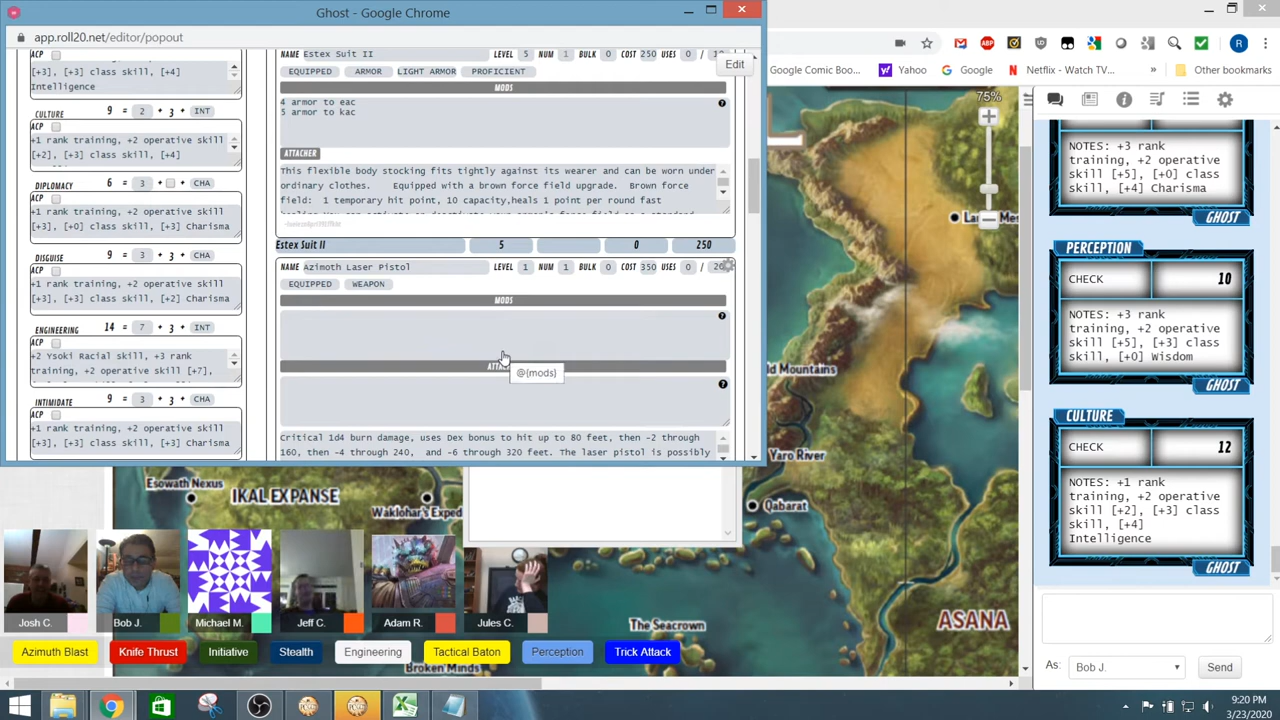 Ghost - Google Chrome
app.roll20.net/editor/popout
ACP
[+3], [+3] class skill, [+4]
Intelligence
CULTURE 9 = 2 + 3 + INT
ACP
+1 rank training, +2 operative skill
[+2], [+3] class skill, [+4]
DIPLOMACY 6 = 3 + + CHA
ACP
+1 rank training, +2 operative skill
[+3], [+0] class skill, [+3] Charisma
DISGUISE 9 = 3 + 3 + CHA
ACP
+1 rank training, +2 operative skill
[+3], [+3] class skill, [+2] Charisma
ENGINEERING 14 = 7 + 3 + INT
ACP
+2 Ysoki Racial skill, +3 rank
training, +2 operative skill [+7],
INTIMIDATE 9 = 3 + 3 + CHA
ACP
+1 rank training, +2 operative skill
[+3], [+3] class skill, [+3] Charisma
NAME Estex Suit II LEVEL 5 NUM 1 BULK 0 COST 250 USES 0 /
Edit
EQUIPPED ARMOR LIGHT ARMOR PROFICIENT
MODS
4 armor to eac
5 armor to kac
ATTACHER
This flexible body stocking fits tightly against its wearer and can be worn under
ordinary clothes. Equipped with a brown force field upgrade. Brown force
field: 1 temporary hit point, 10 capacity,heals 1 point per round fast
Estex Suit II 5 0 250
NAME Azimoth Laser Pistol LEVEL 1 NUM 1 BULK 0 COST 350 USES 0 / 20
EQUIPPED WEAPON
MODS
@{mods}
Critical 1d4 burn damage, uses Dex bonus to hit up to 80 feet, then -2 through
160, then -4 through 240, and -6 through 320 feet. The laser pistol is possibly
Google Comic Boo...
Yahoo
Google
Netflix - Watch TV...
»
Other bookmarks
R
75%
[+3] class
NOTES: +3 rank
training, +2 operative
skill [+5], [+0] class
skill, [+4] Charisma
GHOST
PERCEPTION
CHECK 10
NOTES: +3 rank
training, +2 operative
skill [+5], [+3] class
skill, [+0] Wisdom
GHOST
CULTURE
CHECK 12
NOTES: +1 rank
training, +2 operative
skill [+2], [+3] class
skill, [+4]
Intelligence
GHOST
As: Bob J.
Send
Mountains
Yaro River
Qabarat
Esowath Nexus
IKAL EXPANSE
The Seacrown
ASANA
Broken Minds
Josh C.
Bob J.
Michael M.
Jeff C.
Adam R.
Jules C.
Azimuth Blast
Knife Thrust
Initiative
Stealth
Engineering
Tactical Baton
Perception
Trick Attack
9:20 PM
3/23/2020